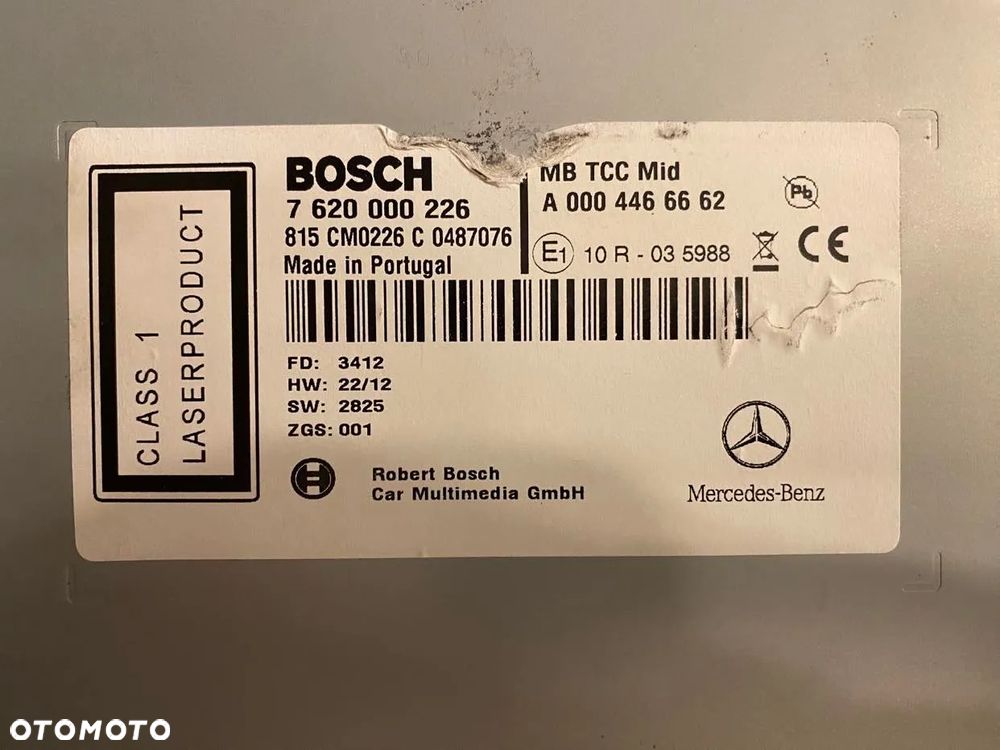 CLASS 1
LASERPRODUCT
BOSCH
7 620 000 226
815 CM0226 C 0487076
Made in Portugal
MB TCC Mid
A 000 446 66 62
Pb
E1 10 R - 03 5988
CE
FD: 3412
HW: 22/12
SW: 2825
ZGS: 001
Robert Bosch
Car Multimedia GmbH
Mercedes-Benz
OTOMOTO